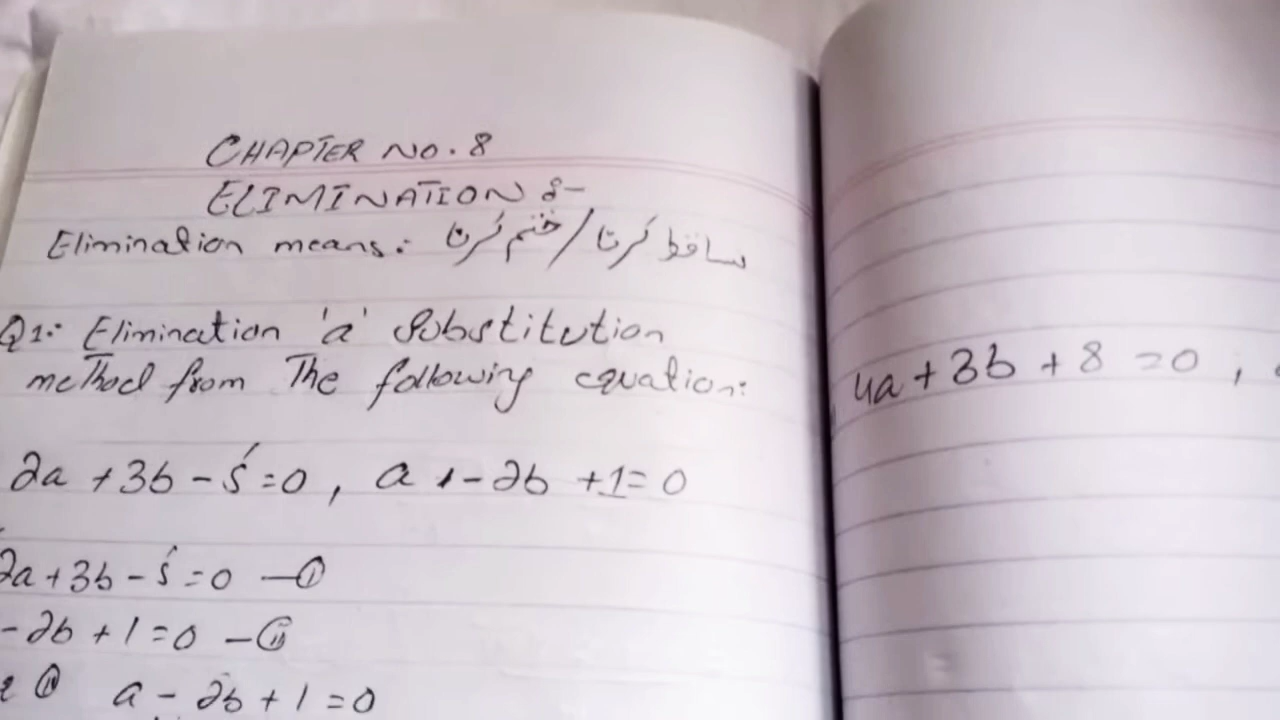 CHAPTER NO. 8
ELIMINATION :-
Elimination means: ساقط کرنا / ختم کرنا
Q1:- Elimination 'a' Substitution
method from The following equation:
2a + 3b - 5 = 0 , a - 2b + 1 = 0
2a + 3b - 5 = 0 — (i)
- 2b + 1 = 0 — (ii)
(ii) a - 2b + 1 = 0
4a + 3b + 8 = 0 ,